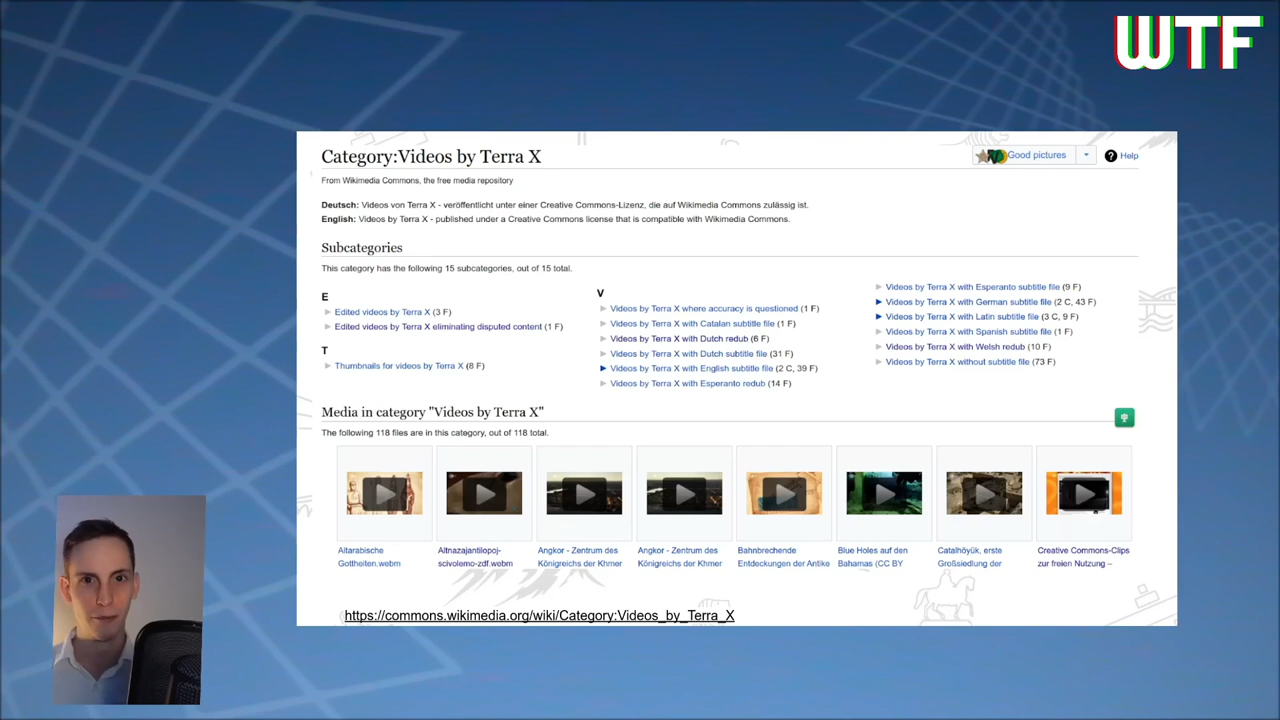 WTF
Category:Videos by Terra X
Good pictures
Help
From Wikimedia Commons, the free media repository
Deutsch: Videos von Terra X - veröffentlicht unter einer Creative Commons-Lizenz, die auf Wikimedia Commons zulässig ist.
English: Videos by Terra X - published under a Creative Commons license that is compatible with Wikimedia Commons.
Subcategories
This category has the following 15 subcategories, out of 15 total.
E
Edited videos by Terra X (3 F)
Edited videos by Terra X eliminating disputed content (1 F)
T
Thumbnails for videos by Terra X (8 F)
V
Videos by Terra X where accuracy is questioned (1 F)
Videos by Terra X with Catalan subtitle file (1 F)
Videos by Terra X with Dutch redub (6 F)
Videos by Terra X with Dutch subtitle file (31 F)
Videos by Terra X with English subtitle file (2 C, 39 F)
Videos by Terra X with Esperanto redub (14 F)
Videos by Terra X with Esperanto subtitle file (9 F)
Videos by Terra X with German subtitle file (2 C, 43 F)
Videos by Terra X with Latin subtitle file (3 C, 9 F)
Videos by Terra X with Spanish subtitle file (1 F)
Videos by Terra X with Welsh redub (10 F)
Videos by Terra X without subtitle file (73 F)
Media in category "Videos by Terra X"
The following 118 files are in this category, out of 118 total.
Altarabische
Gottheiten.webm
Altnazajantilopoj-
scivolemo-zdf.webm
Angkor - Zentrum des
Königreichs der Khmer
Angkor - Zentrum des
Königreichs der Khmer
Bahnbrechende
Entdeckungen der Antike
Blue Holes auf den
Bahamas (CC BY
Catalhöyük, erste
Großsiedlung der
Creative Commons-Clips
zur freien Nutzung –
https://commons.wikimedia.org/wiki/Category:Videos_by_Terra_X